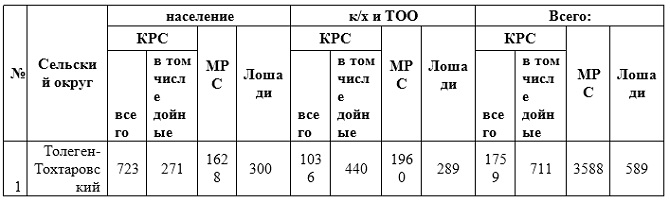 население к/х и ТОО Всего:
№ Сельский округ КРС МРС Лошади КРС МРС Лошади КРС МРС Лошади
всего в том числе дойные всего в том числе дойные всего в том числе дойные
1 Толеген-Тохтаровский 723 271 1628 300 1036 440 1960 289 1759 711 3588 589